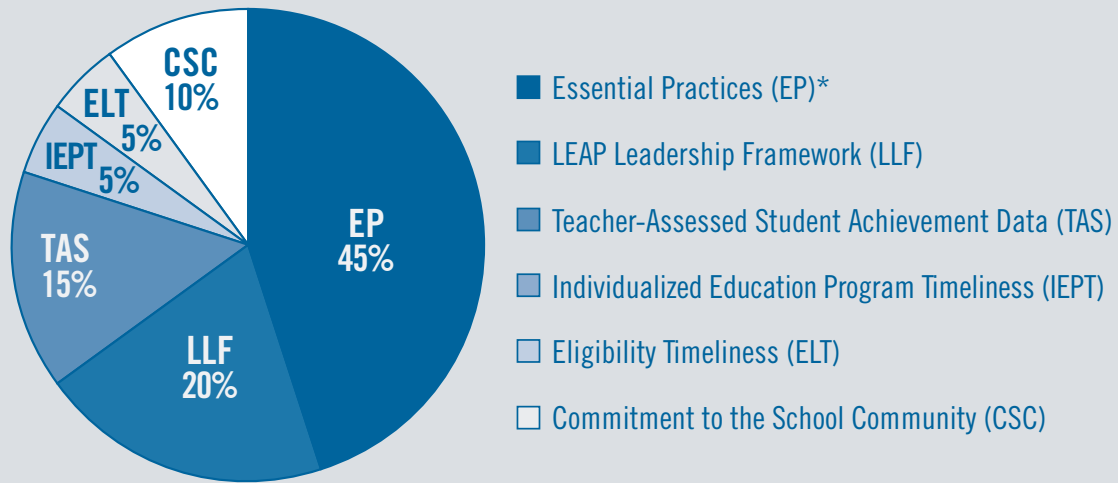 CSC
10%
ELT
5%
IEPT
5%
TAS
15%
LLF
20%
EP
45%
Essential Practices (EP)*
LEAP Leadership Framework (LLF)
Teacher-Assessed Student Achievement Data (TAS)
Individualized Education Program Timeliness (IEPT)
Eligibility Timeliness (ELT)
Commitment to the School Community (CSC)